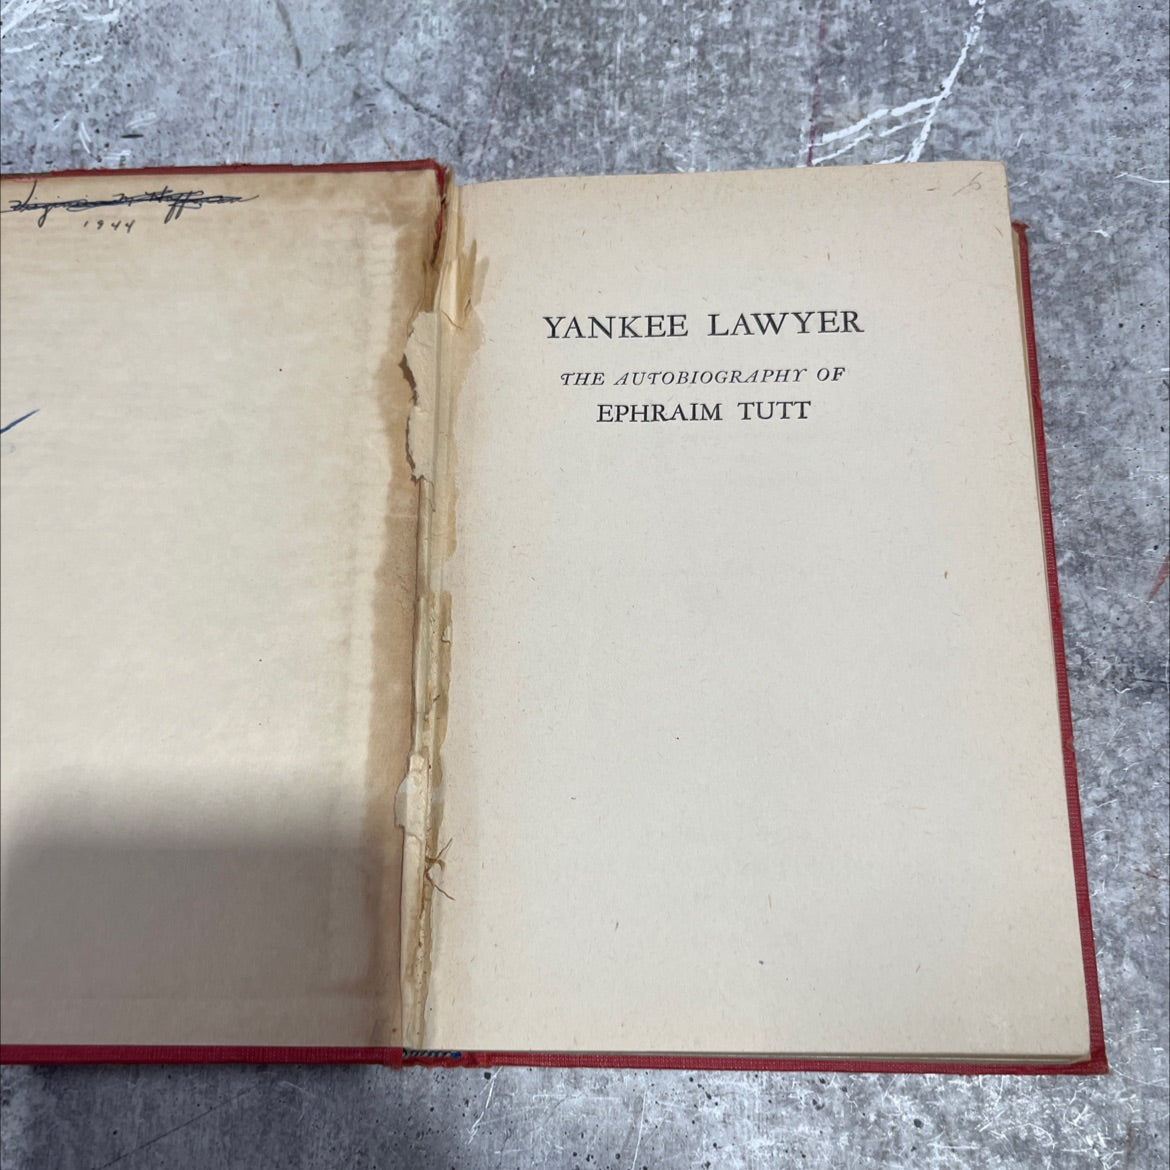 1944
YANKEE LAWYER
THE AUTOBIOGRAPHY OF
EPHRAIM TUTT